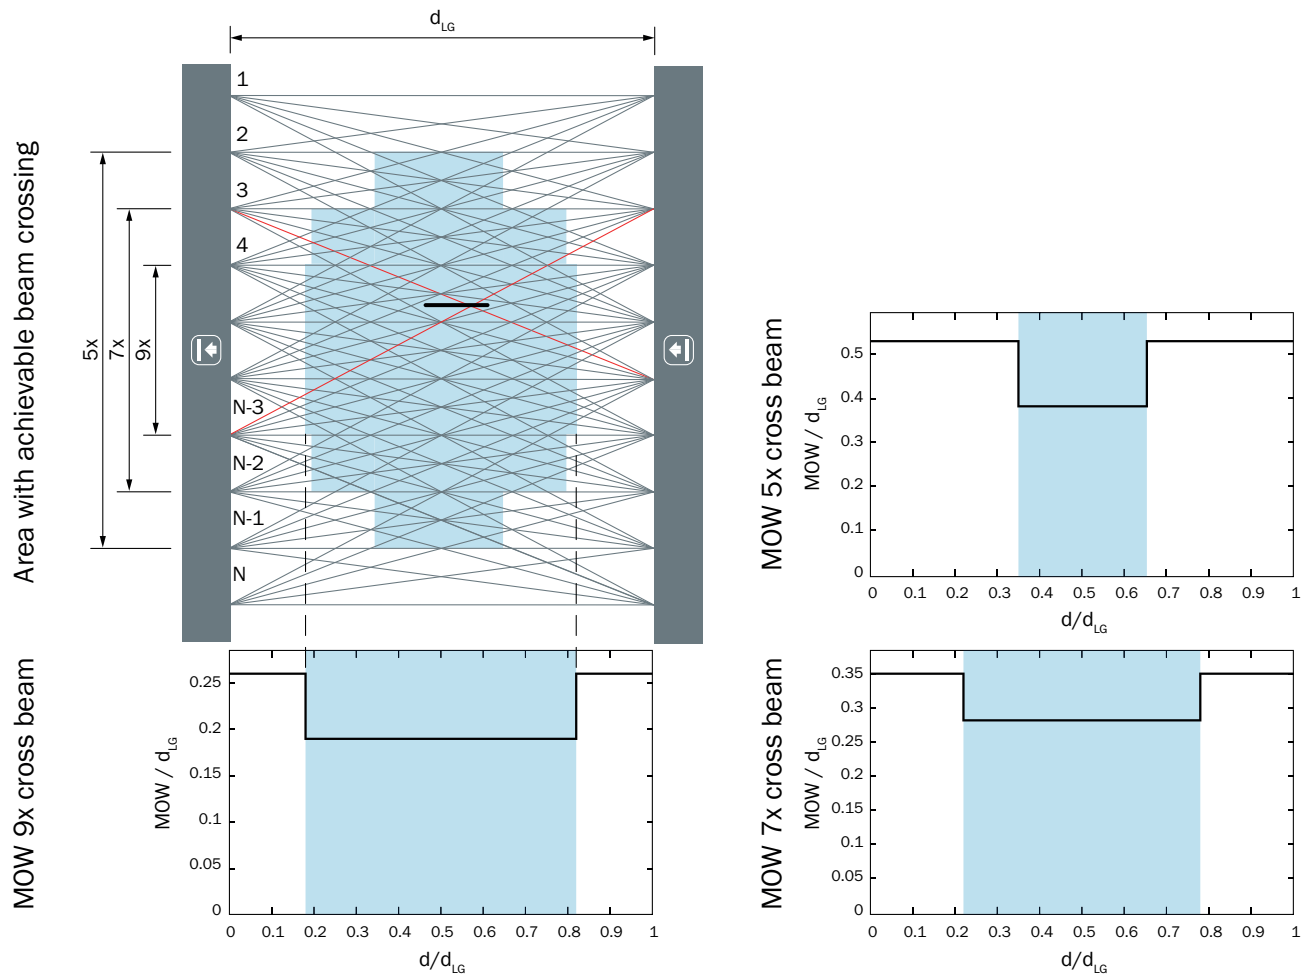 d_LG
Area with achievable beam crossing
5x
7x
9x
1
2
3
4
N-3
N-2
N-1
N
MOW 5x cross beam
MOW / d_LG
0.5
0.4
0.3
0.2
0.1
0
0 0.1 0.2 0.3 0.4 0.5 0.6 0.7 0.8 0.9 1
d/d_LG
MOW 9x cross beam
MOW / d_LG
0.25
0.2
0.15
0.1
0.05
0
0 0.1 0.2 0.3 0.4 0.5 0.6 0.7 0.8 0.9 1
d/d_LG
MOW 7x cross beam
MOW / d_LG
0.35
0.3
0.25
0.2
0.15
0.1
0.05
0
0 0.1 0.2 0.3 0.4 0.5 0.6 0.7 0.8 0.9 1
d/d_LG